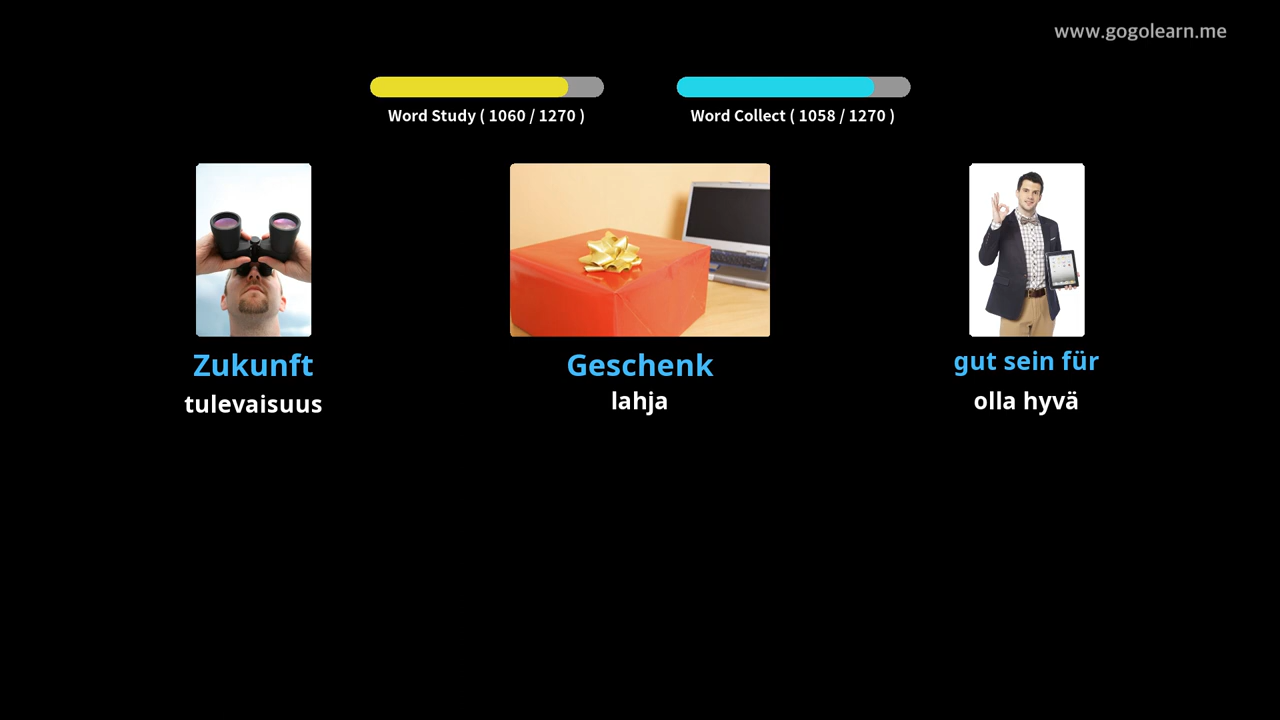 www.gogolearn.me
Word Study ( 1060 / 1270 )
Word Collect ( 1058 / 1270 )
Zukunft
tulevaisuus
Geschenk
lahja
gut sein für
olla hyvä